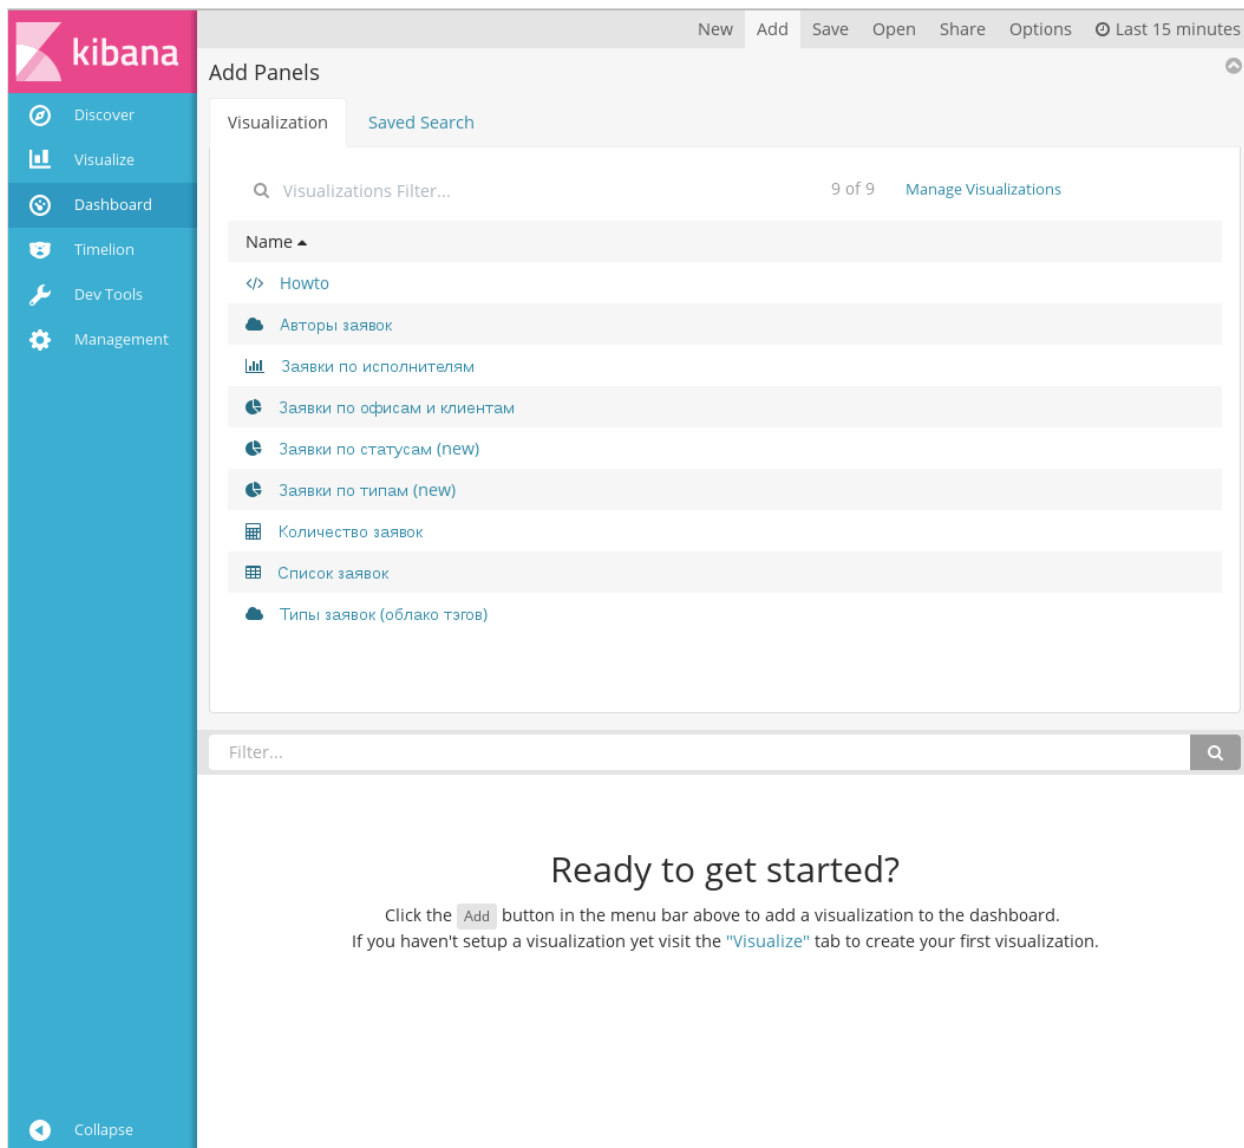 kibana
New Add Save Open Share Options Last 15 minutes
Add Panels
Discover
Visualize
Dashboard
Timelion
Dev Tools
Management
Collapse
Visualization Saved Search
Visualizations Filter... 9 of 9 Manage Visualizations
Name
Howto
Авторы заявок
Заявки по исполнителям
Заявки по офисам и клиентам
Заявки по статусам (new)
Заявки по типам (new)
Количество заявок
Список заявок
Типы заявок (облако тэгов)
Filter...
Ready to get started?
Click the Add button in the menu bar above to add a visualization to the dashboard.
If you haven't setup a visualization yet visit the "Visualize" tab to create your first visualization.